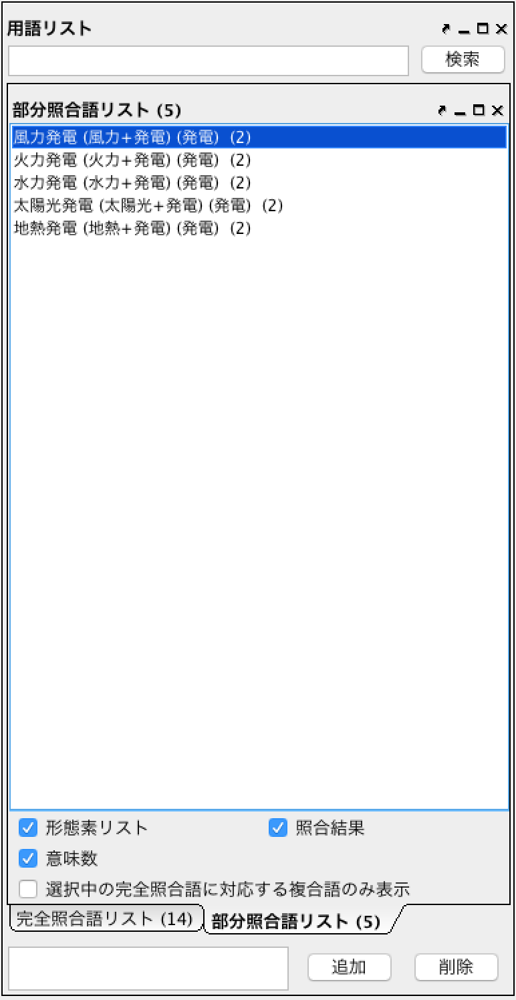 用語リスト
検索
部分照合語リスト (5)
風力発電 (風力+発電) (発電) (2)
火力発電 (火力+発電) (発電) (2)
水力発電 (水力+発電) (発電) (2)
太陽光発電 (太陽光+発電) (発電) (2)
地熱発電 (地熱+発電) (発電) (2)
形態素リスト 照合結果
意味数
選択中の完全照合語に対応する複合語のみ表示
完全照合語リスト (14) 部分照合語リスト (5)
追加 削除